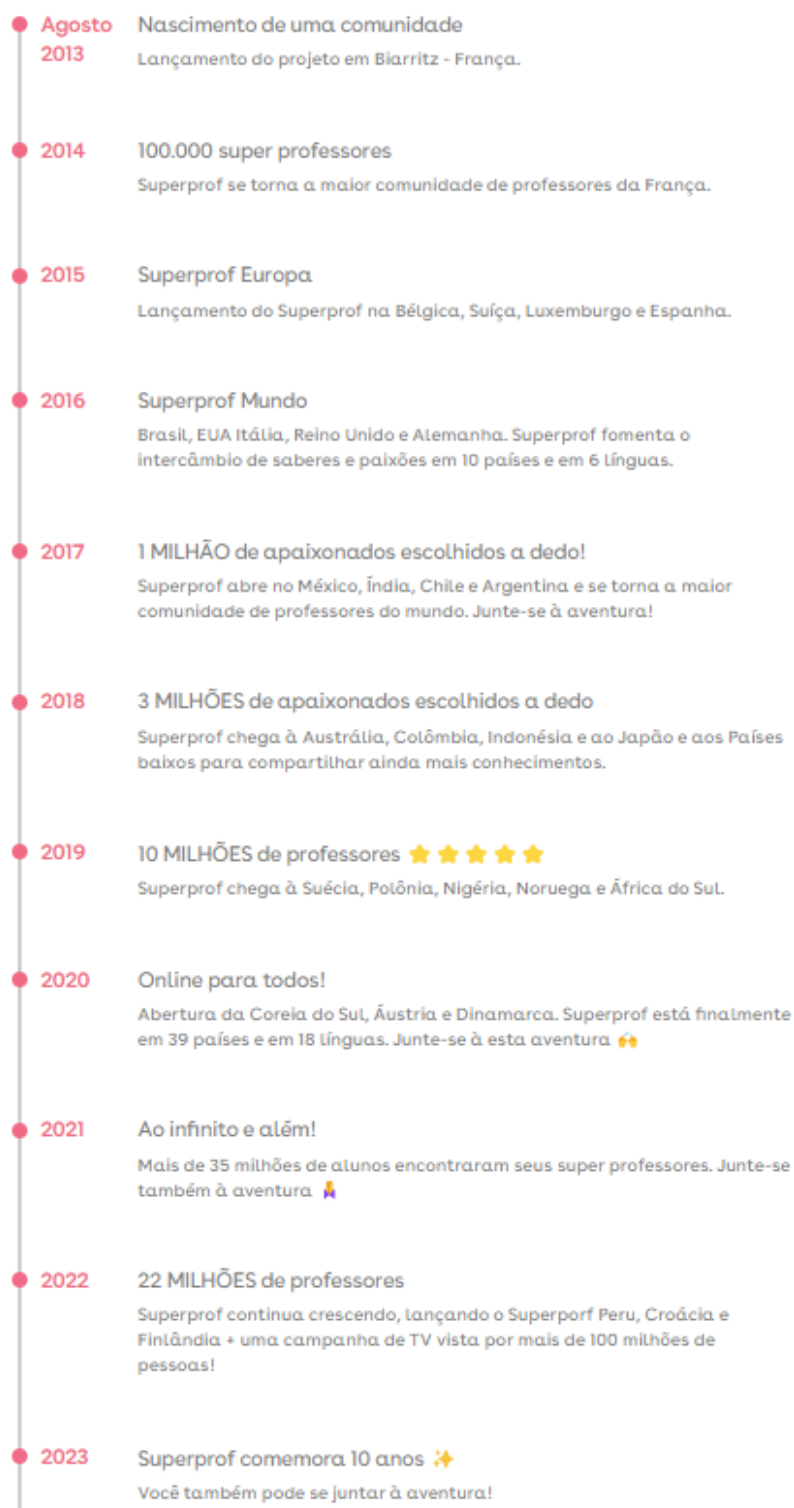 Agosto 2013
Nascimento de uma comunidade
Lançamento do projeto em Biarritz - França.
2014
100.000 super professores
Superprof se torna a maior comunidade de professores da França.
2015
Superprof Europa
Lançamento do Superprof na Bélgica, Suíça, Luxemburgo e Espanha.
2016
Superprof Mundo
Brasil, EUA Itália, Reino Unido e Alemanha. Superprof fomenta o
intercâmbio de saberes e paixões em 10 países e em 6 línguas.
2017
1 MILHÃO de apaixonados escolhidos a dedo!
Superprof abre no México, Índia, Chile e Argentina e se torna a maior
comunidade de professores do mundo. Junte-se à aventura!
2018
3 MILHÕES de apaixonados escolhidos a dedo
Superprof chega à Austrália, Colômbia, Indonésia e ao Japão e aos Países
baixos para compartilhar ainda mais conhecimentos.
2019
10 MILHÕES de professores ⭐⭐⭐⭐⭐
Superprof chega à Suécia, Polônia, Nigéria, Noruega e África do Sul.
2020
Online para todos!
Abertura da Coreia do Sul, Áustria e Dinamarca. Superprof está finalmente
em 39 países e em 18 línguas. Junte-se à esta aventura 🙌
2021
Ao infinito e além!
Mais de 35 milhões de alunos encontraram seus super professores. Junte-se
também à aventura
2022
22 MILHÕES de professores
Superprof continua crescendo, lançando o Superporf Peru, Croácia e
Finlândia + uma campanha de TV vista por mais de 100 milhões de
pessoas!
2023
Superprof comemora 10 anos ✨
Você também pode se juntar à aventura!